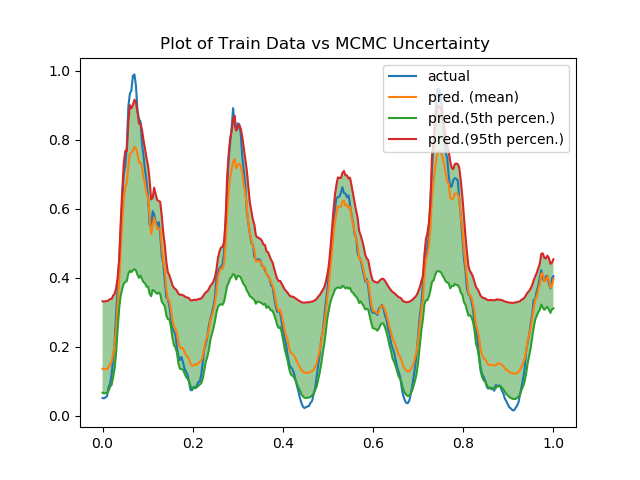 Plot of Train Data vs MCMC Uncertainty
actual
pred. (mean)
pred.(5th percen.)
pred.(95th percen.)
1.0
0.8
0.6
0.4
0.2
0.0
0.0 0.2 0.4 0.6 0.8 1.0